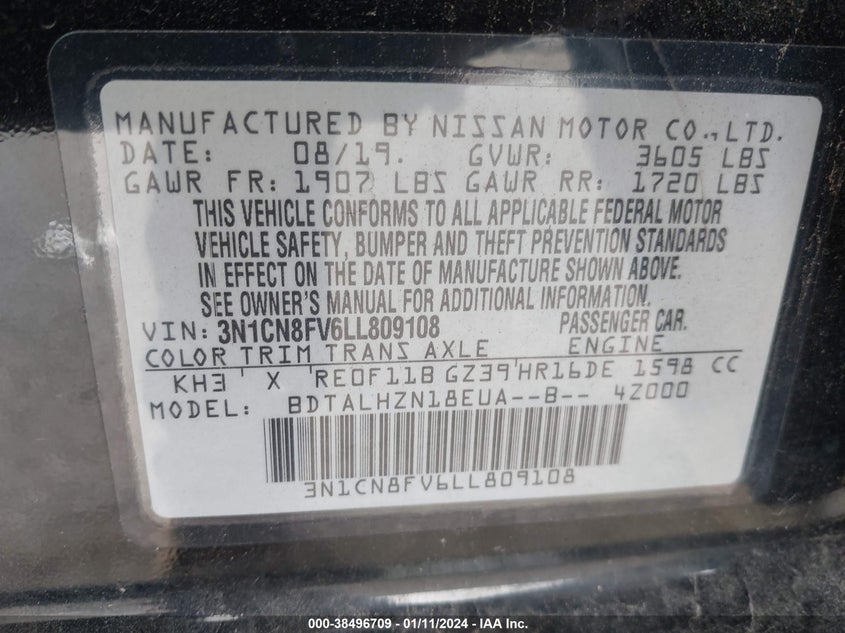 MANUFACTURED BY NISSAN MOTOR CO., LTD.
DATE: 08/19. GVWR: 3605 LBS
GAWR FR: 1907 LBS GAWR RR: 1720 LBS
THIS VEHICLE CONFORMS TO ALL APPLICABLE FEDERAL MOTOR
VEHICLE SAFETY, BUMPER AND THEFT PREVENTION STANDARDS
IN EFFECT ON THE DATE OF MANUFACTURE SHOWN ABOVE.
SEE OWNER'S MANUAL FOR ADDITIONAL INFORMATION.
VIN: 3N1CN8FV6LL809108 PASSENGER CAR.
COLOR TRIM TRANS AXLE ENGINE
KH3 X RE0F11B GZ39 HR16DE 1598 CC
MODEL: BDTALHZN18EUA--B-- 4Z000
3N1CN8FV6LL809108
000-38496709 - 01/11/2024 - IAA Inc.